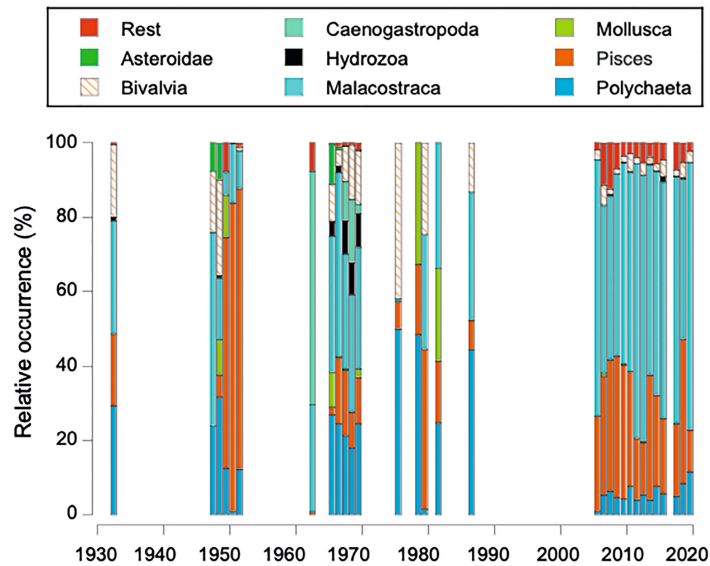 Rest Caenogastropoda Mollusca
Asteroidae Hydrozoa Pisces
Bivalvia Malacostraca Polychaeta
100
80
60
40
20
0
Relative occurrence (%)
1930 1940 1950 1960 1970 1980 1990 2000 2010 2020